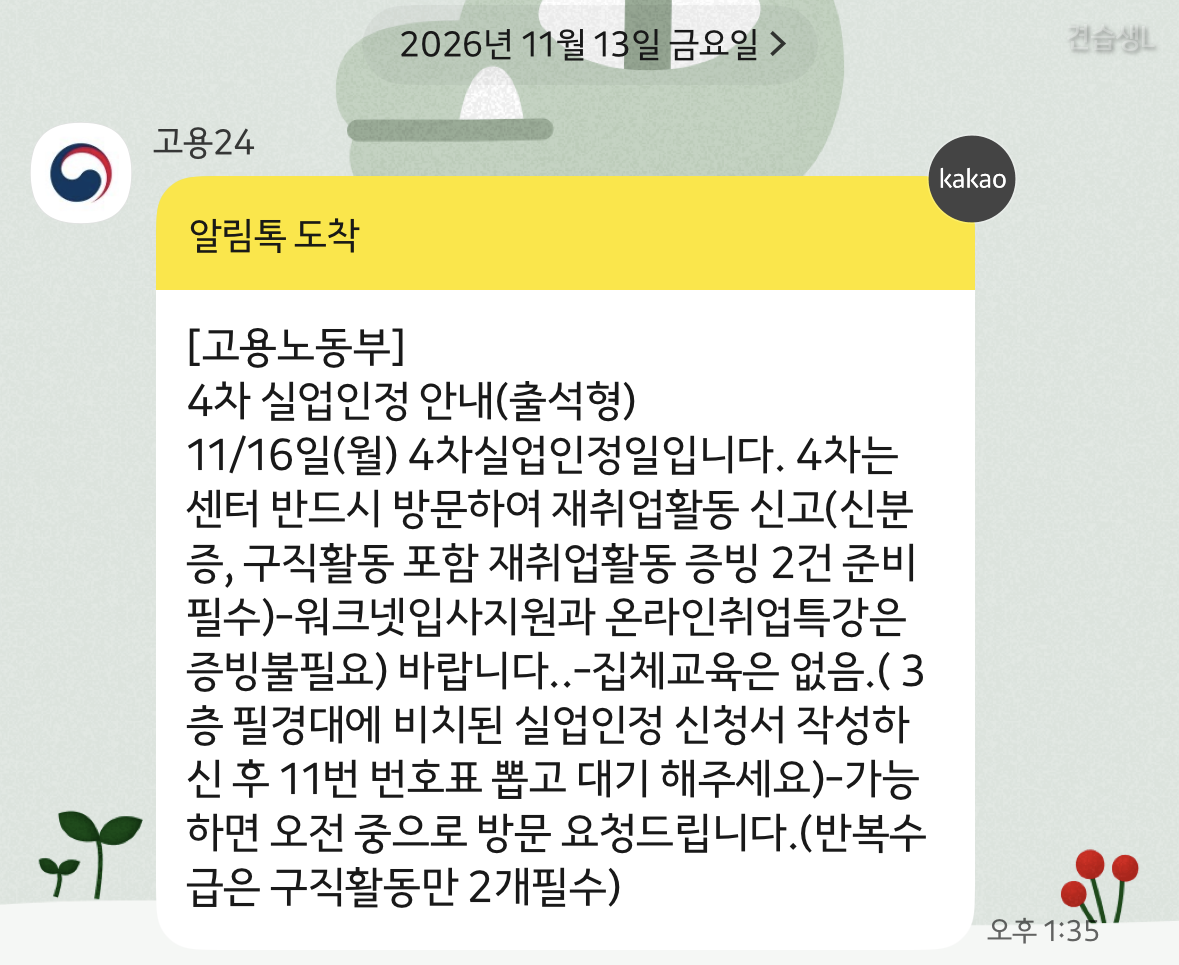 2026년 11월 13일 금요일 >
견습생L
고용24
kakao
알림톡 도착
[고용노동부]
4차 실업인정 안내(출석형)
11/16일(월) 4차실업인정일입니다. 4차는
센터 반드시 방문하여 재취업활동 신고(신분
증, 구직활동 포함 재취업활동 증빙 2건 준비
필수)-워크넷입사지원과 온라인취업특강은
증빙불필요) 바랍니다..-집체교육은 없음.( 3
층 필경대에 비치된 실업인정 신청서 작성하
신 후 11번 번호표 뽑고 대기 해주세요)-가능
하면 오전 중으로 방문 요청드립니다.(반복수
급은 구직활동만 2개필수)
오후 1:35